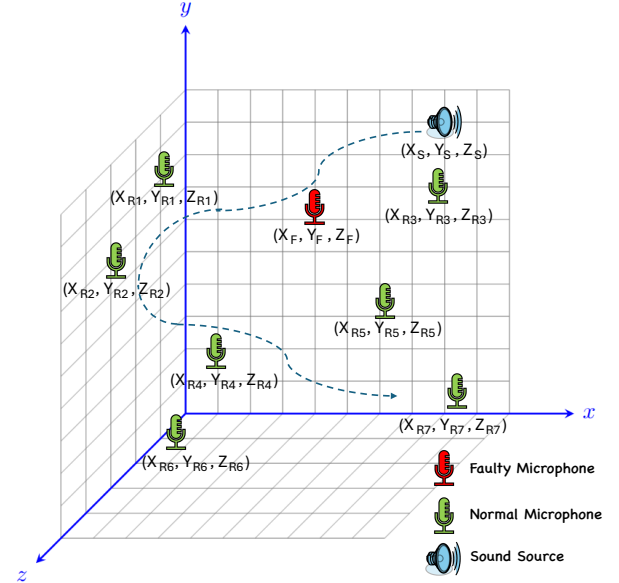 y
(X_S, Y_S, Z_S)
(X_R1, Y_R1, Z_R1)
(X_R3, Y_R3, Z_R3)
(X_F, Y_F, Z_F)
(X_R2, Y_R2, Z_R2)
(X_R5, Y_R5, Z_R5)
(X_R4, Y_R4, Z_R4)
x
(X_R7, Y_R7, Z_R7)
(X_R6, Y_R6, Z_R6)
Faulty Microphone
Normal Microphone
Sound Source
z